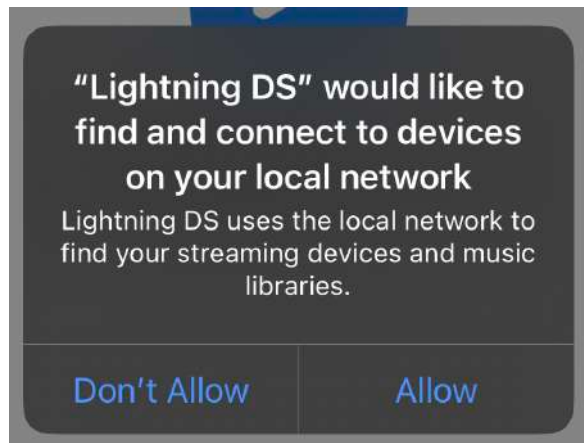 “Lightning DS” would like to
find and connect to devices
on your local network
Lightning DS uses the local network to
find your streaming devices and music
libraries.
Don't Allow
Allow